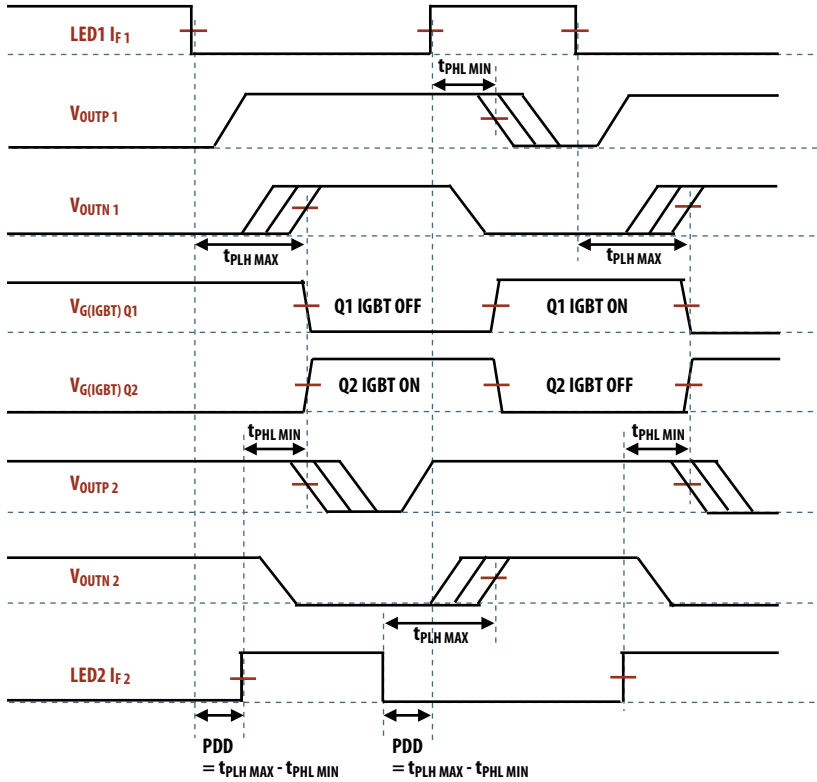 LED1 IF 1
tPHL MIN
VOUTP 1
VOUTN 1
tPLH MAX
tPLH MAX
VG(IGBT) Q1
Q1 IGBT OFF
Q1 IGBT ON
VG(IGBT) Q2
Q2 IGBT ON
Q2 IGBT OFF
tPHL MIN
tPHL MIN
VOUTP 2
VOUTN 2
tPLH MAX
LED2 IF 2
PDD
= tPLH MAX - tPHL MIN
PDD
= tPLH MAX - tPHL MIN